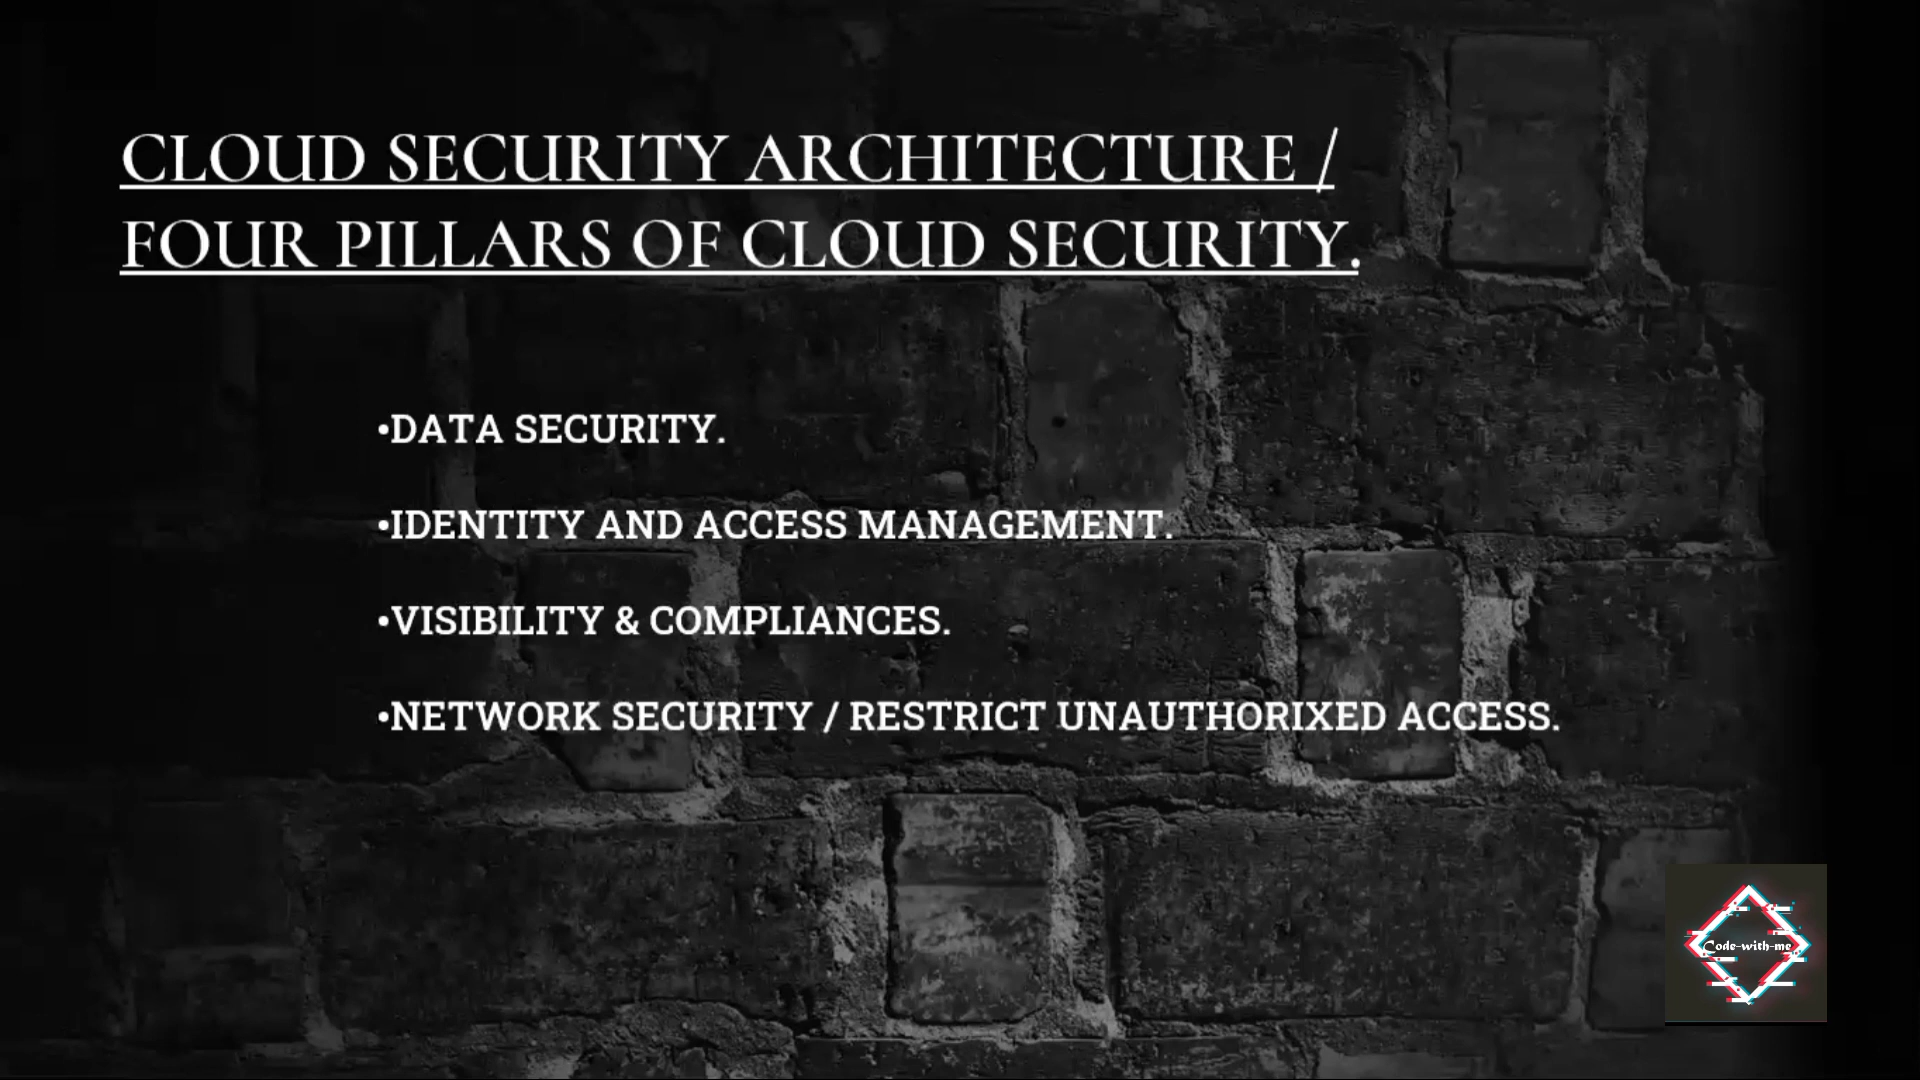 CLOUD SECURITY ARCHITECTURE /
FOUR PILLARS OF CLOUD SECURITY.
•DATA SECURITY.
•IDENTITY AND ACCESS MANAGEMENT.
•VISIBILITY & COMPLIANCES.
•NETWORK SECURITY / RESTRICT UNAUTHORIXED ACCESS.
Code-with-me